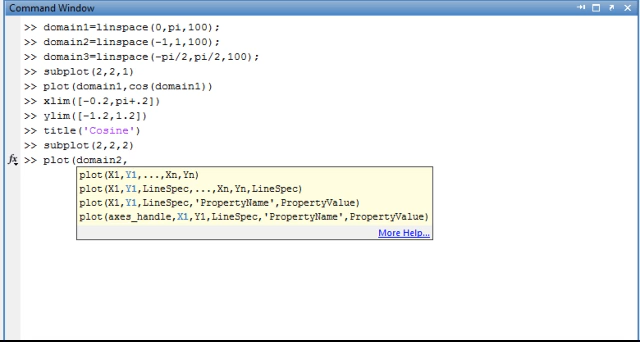 Command Window
>> domain1=linspace(0,pi,100);
>> domain2=linspace(-1,1,100);
>> domain3=linspace(-pi/2,pi/2,100);
>> subplot(2,2,1)
>> plot(domain1,cos(domain1))
>> xlim([-0.2,pi+.2])
>> ylim([-1.2,1.2])
>> title('Cosine')
>> subplot(2,2,2)
fx >> plot(domain2,
plot(X1,Y1,...,Xn,Yn)
plot(X1,Y1,LineSpec,...,Xn,Yn,LineSpec)
plot(X1,Y1,LineSpec,'PropertyName',PropertyValue)
plot(axes_handle,X1,Y1,LineSpec,'PropertyName',PropertyValue)
More Help...